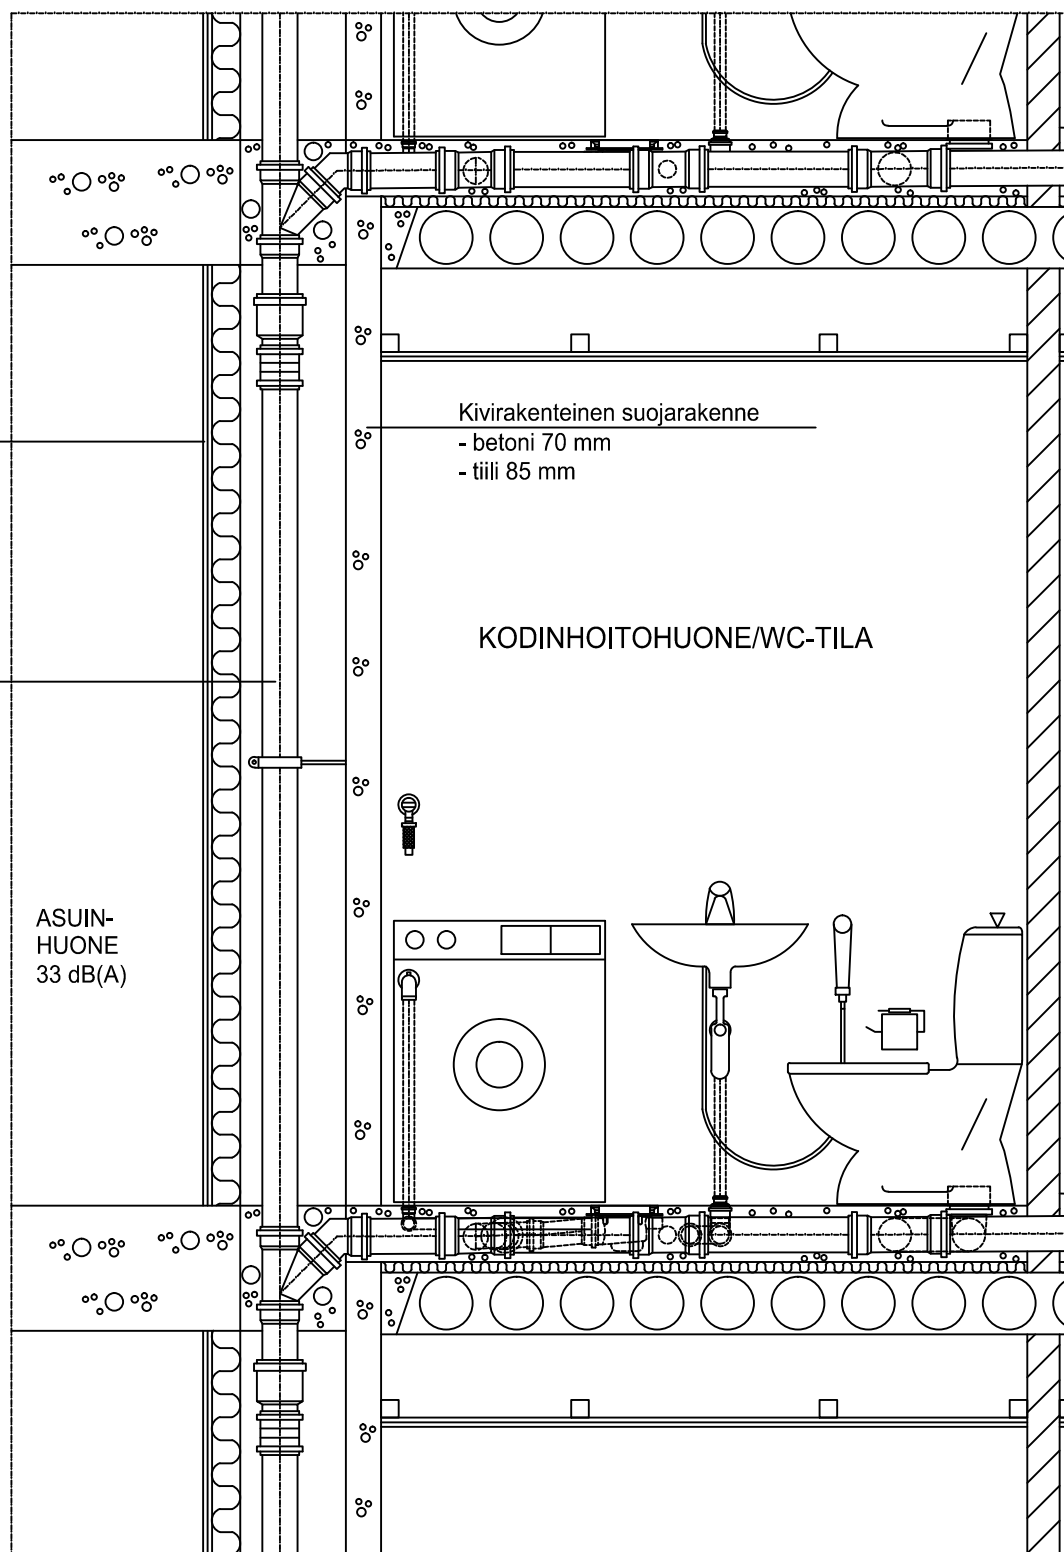 Kivirakenteinen suojarakenne
- betoni 70 mm
- tiili 85 mm
KODINHOITOHUONE/WC-TILA
ASUIN-
HUONE
33 dB(A)